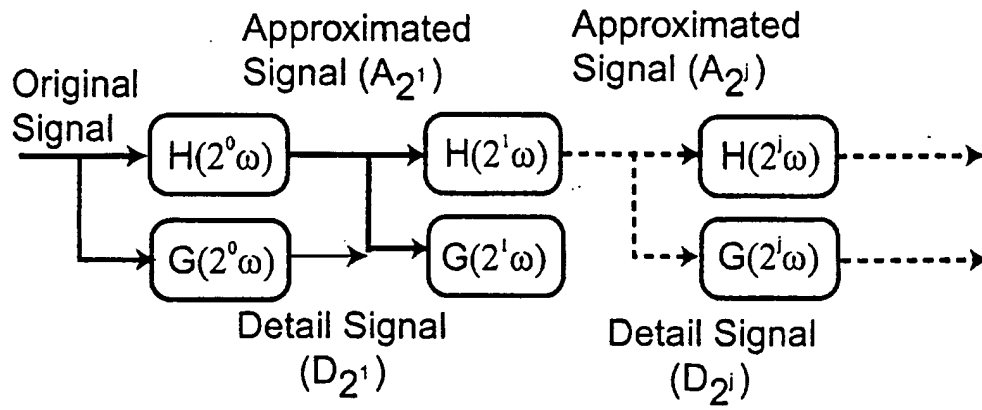 Approximated
Signal (A₂¹)
Approximated
Signal (A₂ʲ)
Original
Signal
H(2⁰ω)
H(2¹ω)
H(2ʲω)
G(2⁰ω)
G(2¹ω)
G(2ʲω)
Detail Signal
(D₂¹)
Detail Signal
(D₂ʲ)